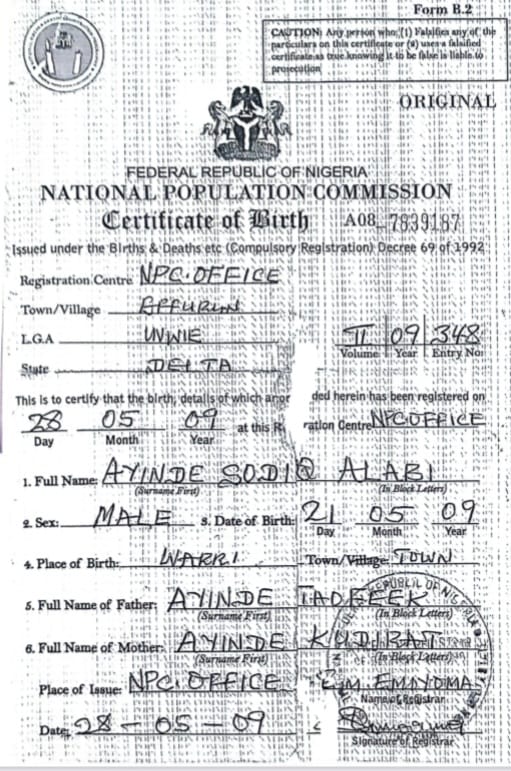 Form B.2
CAUTION: Any person who; (1) Falsifies any of the
particulars on this certificate or (2) uses a falsified
certificate as true knowing it to be false is liable to
prosecution
ORIGINAL
FEDERAL REPUBLIC OF NIGERIA
NATIONAL POPULATION COMMISSION
Certificate of Birth A08 7839187
Issued under the Births & Deaths etc (Compulsory Registration) Decree 69 of 1992
Registration Centre NPC. OFFICE
Town/Village EFFURUN
L.G.A UVWIE
State DELTA
II 09 348
Volume Year Entry No
This is to certify that the birth, details of which are ded herein has been registered on
28 05 09 at this R ration Centre NPC OFFICE
Day Month Year
1. Full Name: AYINDE SODIQ ALABI
(Surname First) (In Block Letters)
2. Sex: MALE 3. Date of Birth: 21 05 09
Day Month Year
4. Place of Birth: WARRI Town/Village: TOWN
5. Full Name of Father: AYINDE TADFEEK
(Surname First) (In Block Letters)
6. Full Name of Mother: AYINDE KUDIRAT
(Surname First) (In Block Letters)
Place of Issue: NPC. OFFICE
Name of Registrar
Date: 28 - 05 - 09
Signature of Registrar